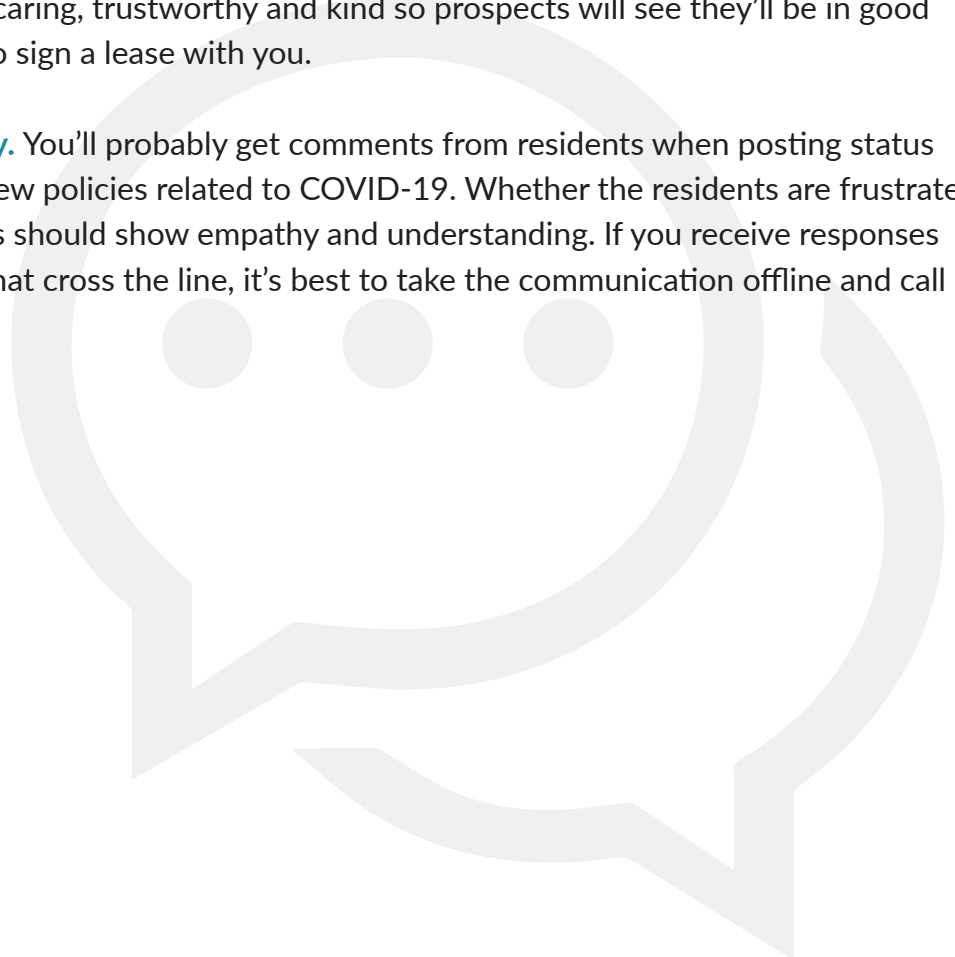 caring, trustworthy and kind so prospects will see they'll be in good
sign a lease with you.
You'll probably get comments from residents when posting status
policies related to COVID-19. Whether the residents are
should show empathy and understanding. If you receive responses
cross the line, it's best to take the communication offline and call